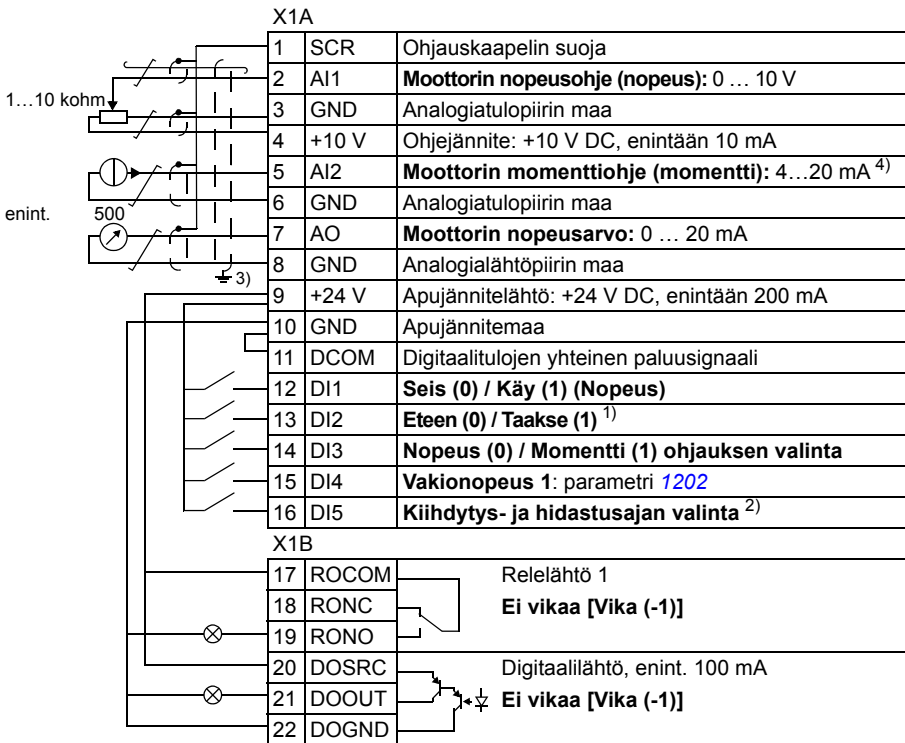 X1A
1 SCR Ohjauskaapelin suoja
2 AI1 Moottorin nopeusohje (nopeus): 0 … 10 V
1…10 kohm
3 GND Analogiatulopiirin maa
4 +10 V Ohjejännite: +10 V DC, enintään 10 mA
5 AI2 Moottorin momenttiohje (momentti): 4…20 mA 4)
6 GND Analogiatulopiirin maa
enint. 500
7 AO Moottorin nopeusarvo: 0 … 20 mA
8 GND Analogialähtöpiirin maa
3)
9 +24 V Apujännitelähtö: +24 V DC, enintään 200 mA
10 GND Apujännitemaa
11 DCOM Digitaalitulojen yhteinen paluusignaali
12 DI1 Seis (0) / Käy (1) (Nopeus)
13 DI2 Eteen (0) / Taakse (1) 1)
14 DI3 Nopeus (0) / Momentti (1) ohjauksen valinta
15 DI4 Vakionopeus 1: parametri 1202
16 DI5 Kiihdytys- ja hidastusajan valinta 2)
X1B
17 ROCOM Relelähtö 1
18 RONC Ei vikaa [Vika (-1)]
19 RONO
20 DOSRC Digitaalilähtö, enint. 100 mA
21 DOOUT Ei vikaa [Vika (-1)]
22 DOGND